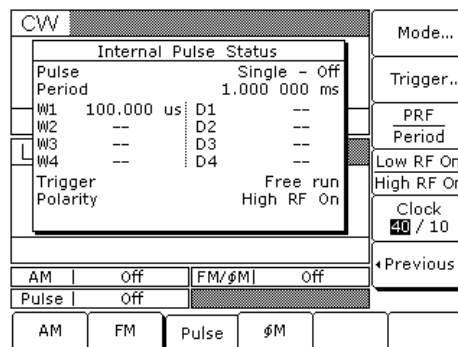 CW
Internal Pulse Status
Pulse Single - Off
Period 1.000 000 ms
W1 100.000 us D1 --
W2 -- D2 --
W3 -- D3 --
W4 -- D4 --
Trigger Free run
Polarity High RF On
L
AM Off FM/ϕM Off
Pulse Off
AM FM Pulse ϕM
Mode...
Trigger..
PRF
Period
Low RF On
High RF On
Clock
40 / 10
Previous